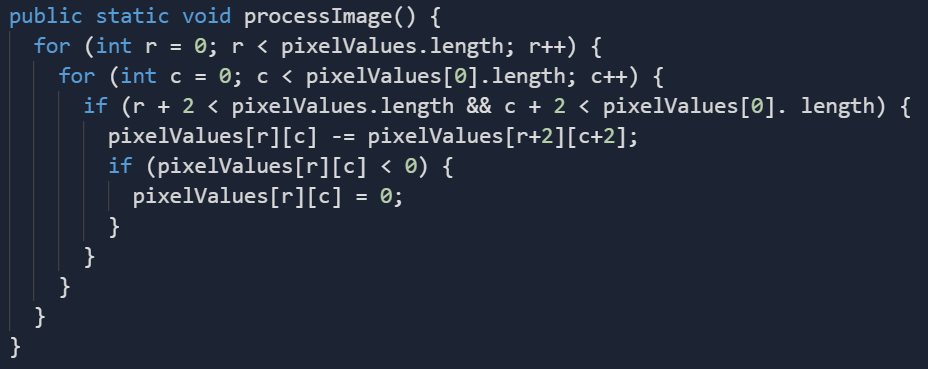 public static void processImage() {
  for (int r = 0; r < pixelValues.length; r++) {
    for (int c = 0; c < pixelValues[0].length; c++) {
      if (r + 2 < pixelValues.length && c + 2 < pixelValues[0]. length) {
        pixelValues[r][c] -= pixelValues[r+2][c+2];
        if (pixelValues[r][c] < 0) {
          pixelValues[r][c] = 0;
        }
      }
    }
  }
}